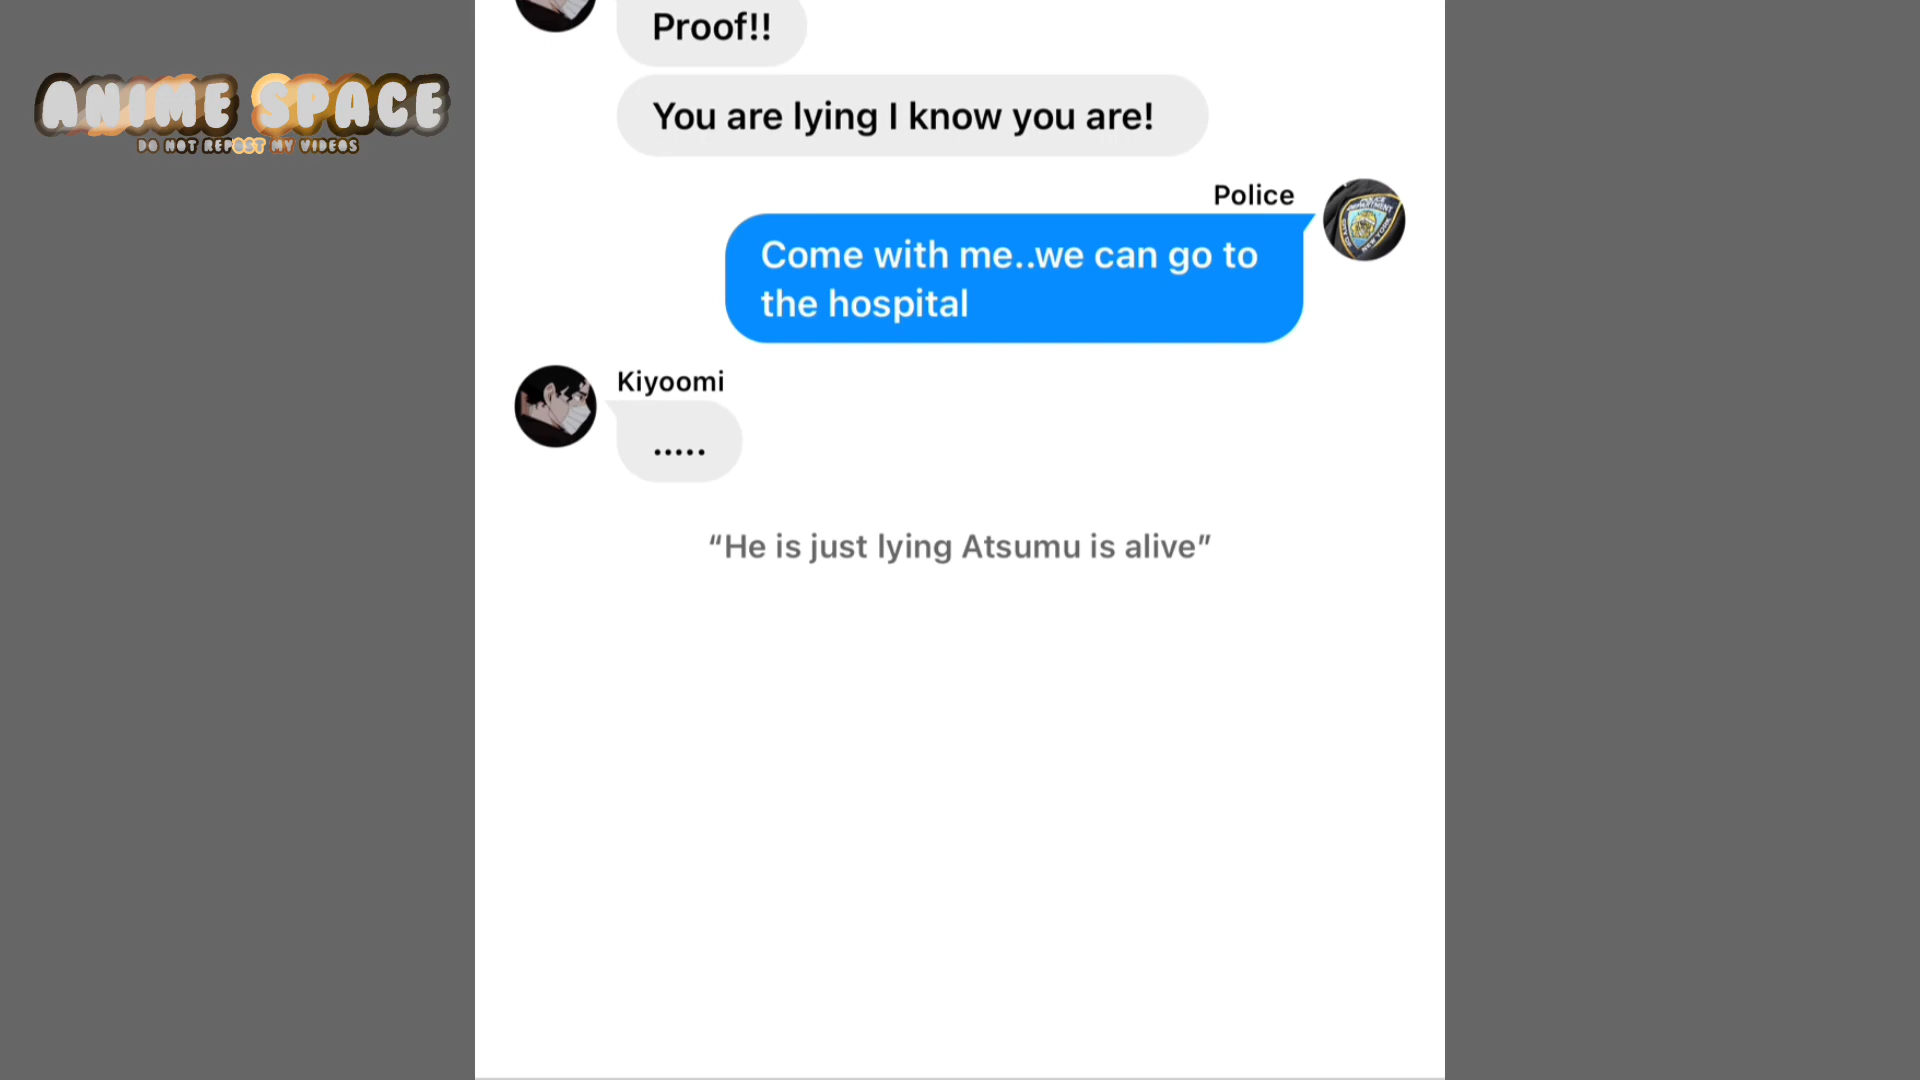 Proof!!
ANIME SPACE
DO NOT REPOST MY VIDEOS
You are lying I know you are!
Police
Come with me..we can go to
the hospital
Kiyoomi
.....
“He is just lying Atsumu is alive”